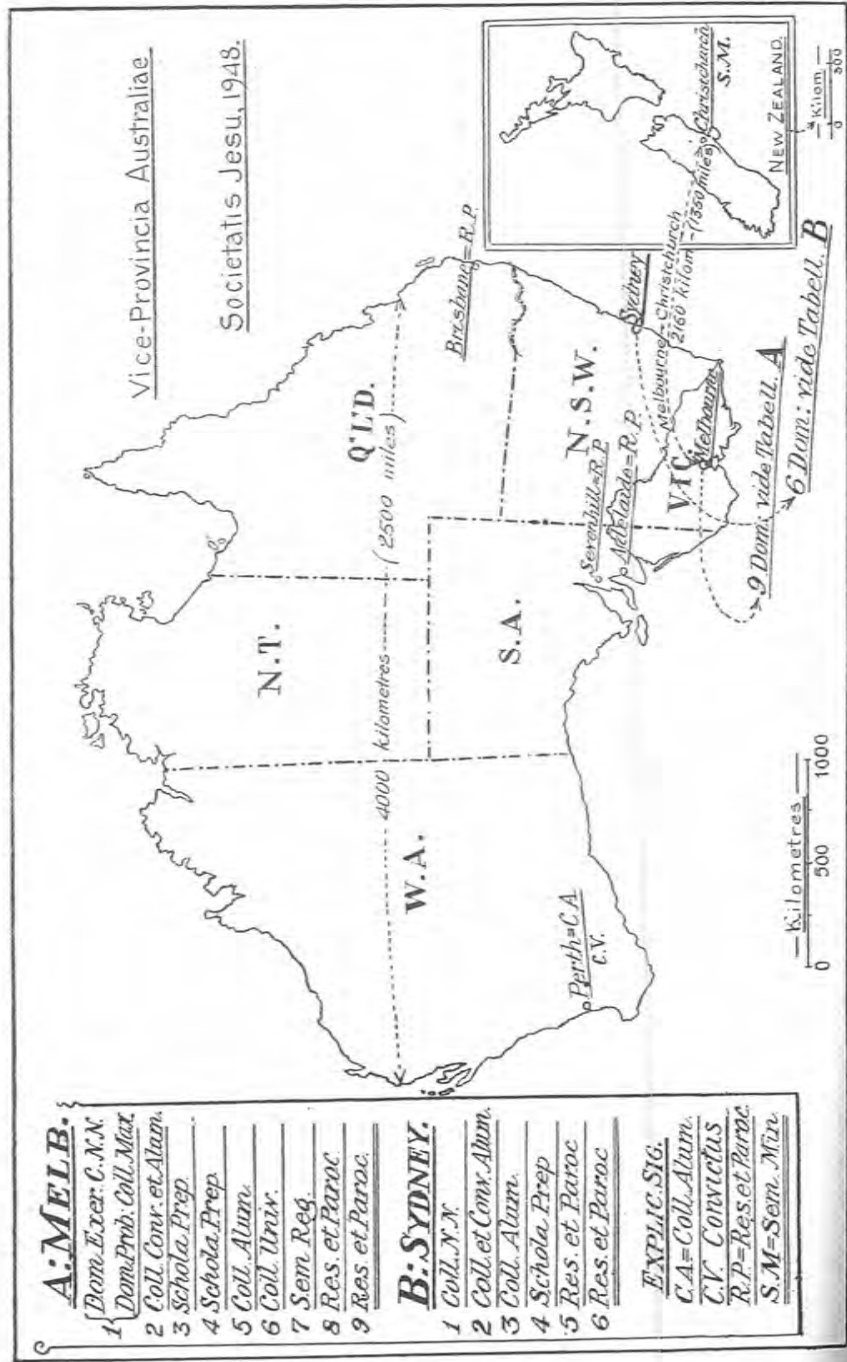 Vice-Provincia Australiae
Societatis Jesu, 1948.
A: MELB.
1 { Dom. Exer. C. N.N.
Dom. Prob. Coll. Max.
2 Coll. Conv. et Alum.
3 Schola Prep.
4 Schola Prep.
5 Coll. Alum.
6 Coll. Univ.
7 Sem. Reg.
8 Res. et Paroc.
9 Res. et Paroc.
B: SYDNEY.
1 Coll. N.N.
2 Coll. et Conv. Alum.
3 Coll. Alum.
4 Schola Prep
5 Res. et Paroc
6 Res. et Paroc
EXPLIC. SIG.
C.A.=Coll. Alum.
C.V. Convictus
R.P.=Res. et Paroc.
S.M=Sem. Min.
N.T.
Q'L'D.
4000 kilometres (2500 miles)
W.A.
S.A.
Brisbane=R.P.
N.S.W.
Sevenhill=R.P
Adelaide=R.P
Perth=C.A
C.V.
Sydney
VIC.
Melbourne
Melbourne-Christchurch
2160 kilom (1350 miles)
Christchurch
S.M.
NEW ZEALAND.
Kilom
0 500
9 Dom: vide Tabell. A
6 Dom: vide Tabell. B
Kilometres
0 500 1000